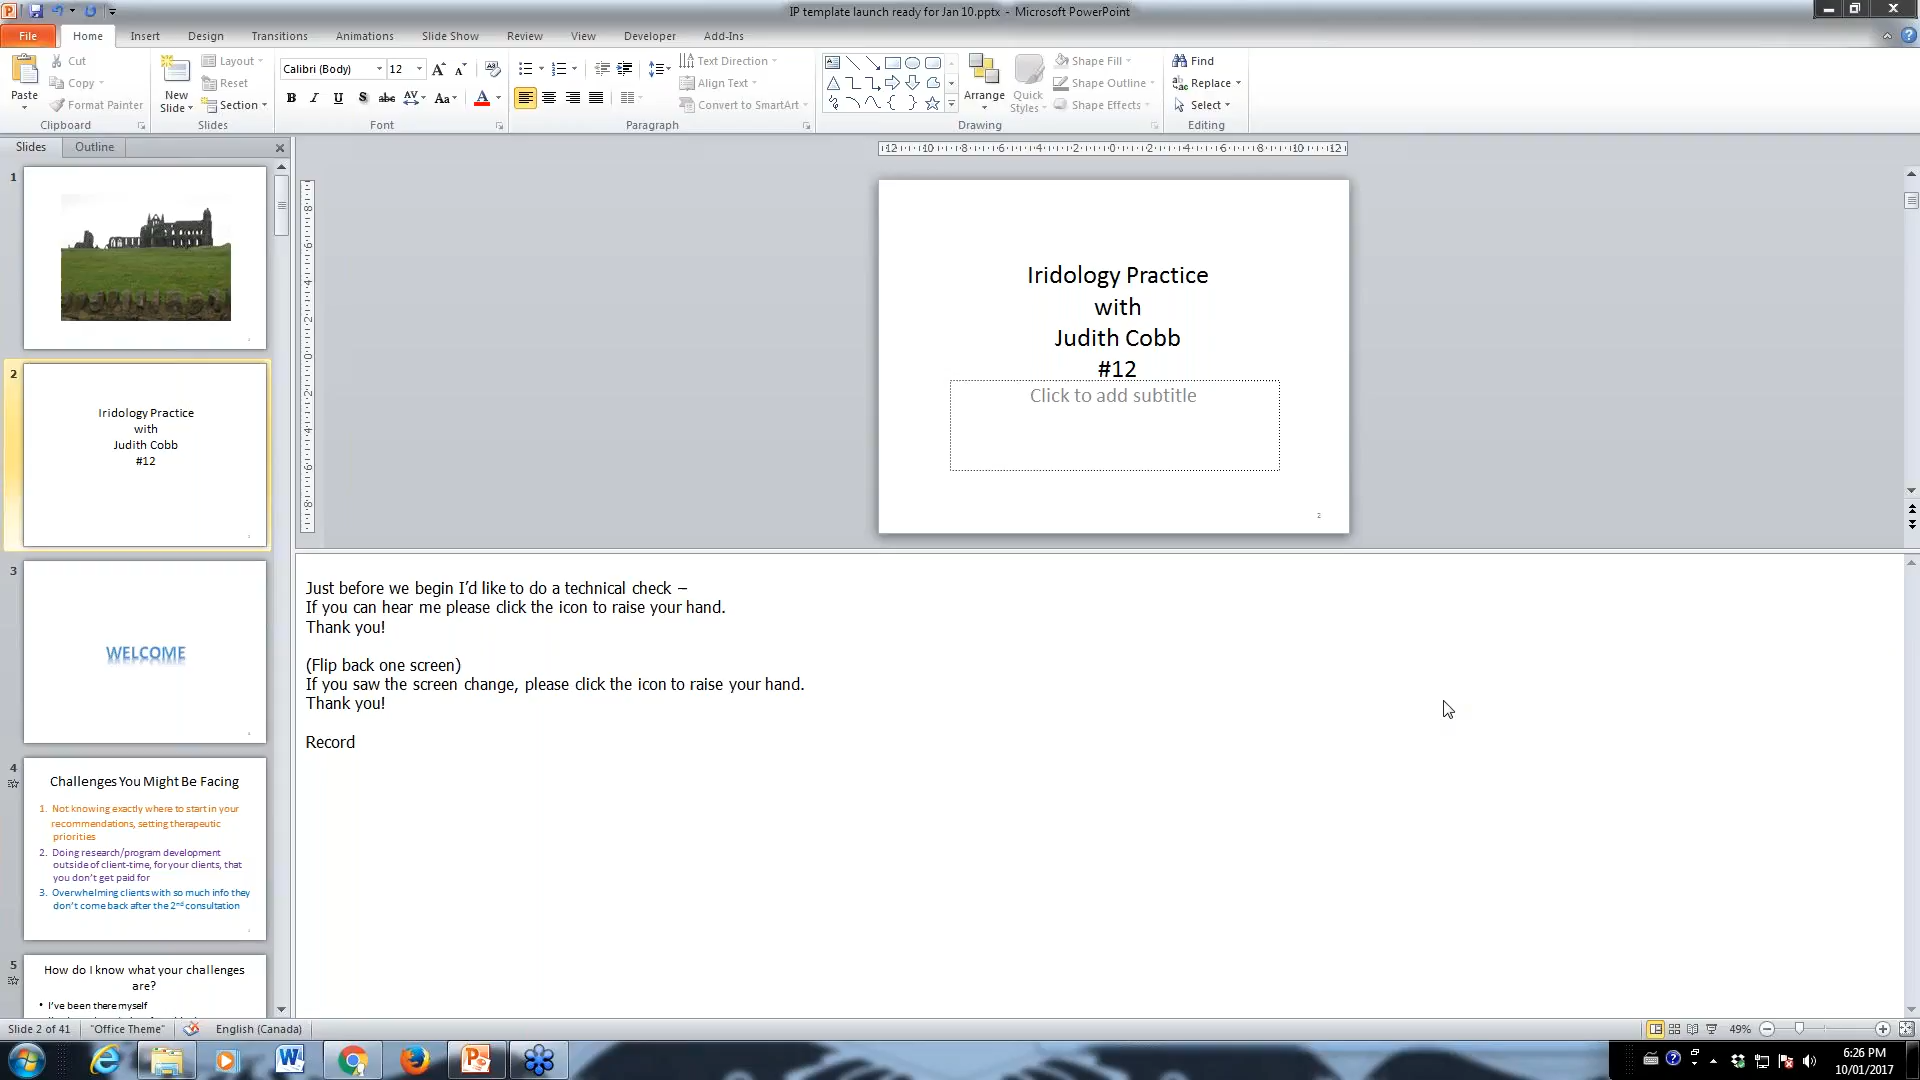 IP template launch ready for Jan 10.pptx - Microsoft PowerPoint
File Home Insert Design Transitions Animations Slide Show Review View Developer Add-Ins
Paste
Cut
Copy
Format Painter
Clipboard
New Slide
Layout
Reset
Section
Slides
Calibri (Body) 12
Font
Paragraph
Text Direction
Align Text
Convert to SmartArt
Arrange
Quick Styles
Shape Fill
Shape Outline
Shape Effects
Drawing
Find
Replace
Select
Editing
Slides Outline
1
2
Iridology Practice
with
Judith Cobb
#12
3
WELCOME
4
Challenges You Might Be Facing
1. Not knowing exactly where to start in your
recommendations, setting therapeutic
priorities
2. Doing research/program development
outside of client-time, for your clients, that
you don't get paid for
3. Overwhelming clients with so much info they
don't come back after the 2nd consultation
5
How do I know what your challenges
are?
• I've been there myself
Iridology Practice
with
Judith Cobb
#12
Click to add subtitle
2
Just before we begin I'd like to do a technical check –
If you can hear me please click the icon to raise your hand.
Thank you!
(Flip back one screen)
If you saw the screen change, please click the icon to raise your hand.
Thank you!
Record
Slide 2 of 41 "Office Theme" English (Canada) 49%
6:26 PM
10/01/2017